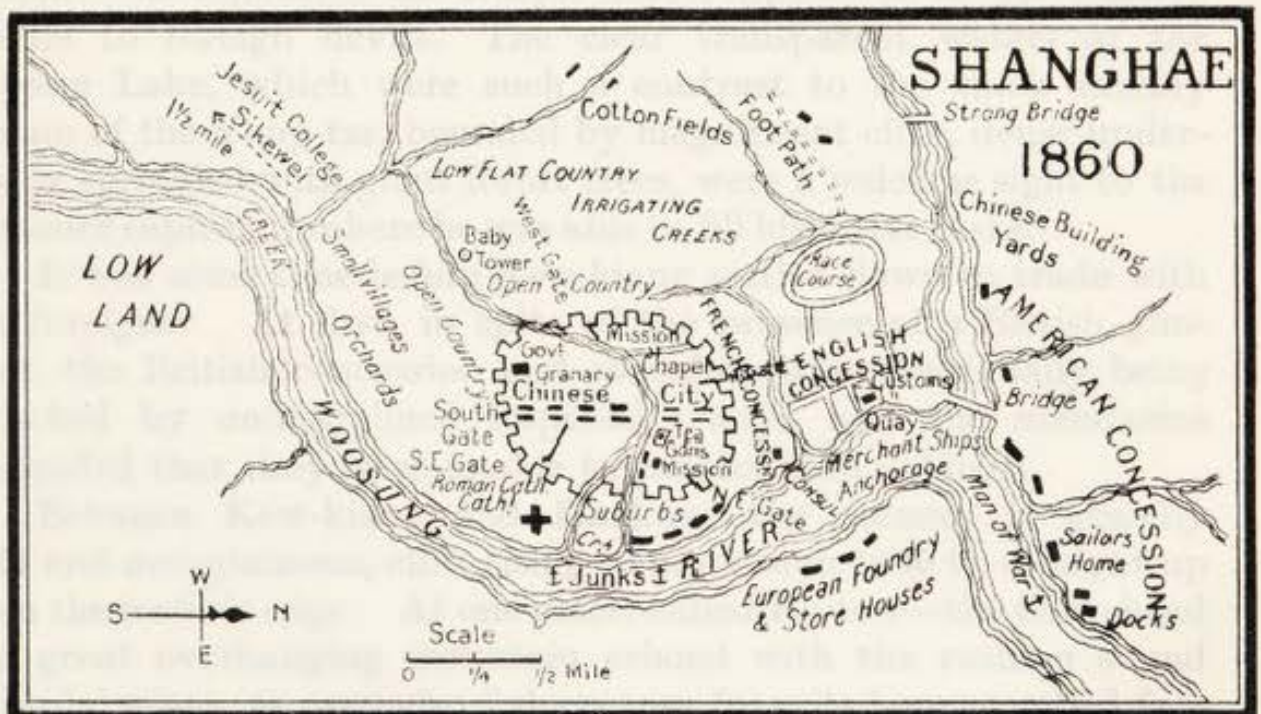 SHANGHAE
1860
Jesuit College
Sikewei
1½ mile
Cotton Fields
Foot Path
Strong Bridge
LOW FLAT COUNTRY
IRRIGATING
CREEKS
Chinese Building
Yards
LOW
LAND
CREEK
Small villages
Orchards
Open Country
West Gate
Baby
Tower
Open Country
Race
Course
AMERICAN CONCESSION
FRENCH CONCESSⁿ
ENGLISH
CONCESSION
Mission
Chapel
Govt
Granary
Chinese City
Customs
Bridge
Quay
South
Gate
Tea
Gdns
Mission
Merchant Ships
Anchorage
S.E. Gate
Roman Cath.
Cath!
Suburbs
N.E. Gate
Consul
Man of War
WOOSUNG RIVER
Junks
Sailors
Home
Docks
European Foundry
& Store Houses
W
S N
E
Scale
0 ¼ ½ Mile